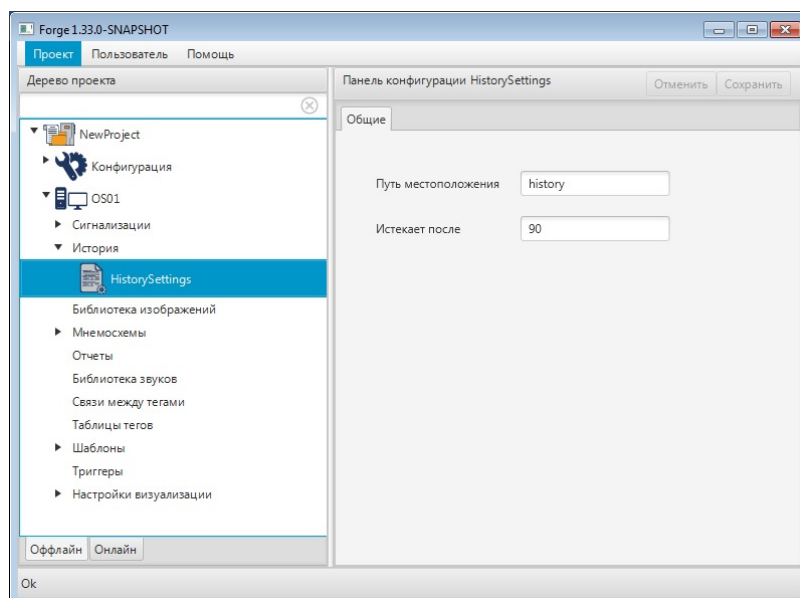 Forge 1.33.0-SNAPSHOT
Проект Пользователь Помощь
Дерево проекта
Панель конфигурации HistorySettings
Отменить Сохранить
NewProject
Конфигурация
OS01
Сигнализации
История
HistorySettings
Библиотека изображений
Мнемосхемы
Отчеты
Библиотека звуков
Связи между тегами
Таблицы тегов
Шаблоны
Триггеры
Настройки визуализации
Оффлайн Онлайн
Общие
Путь местоположения history
Истекает после 90
Ok